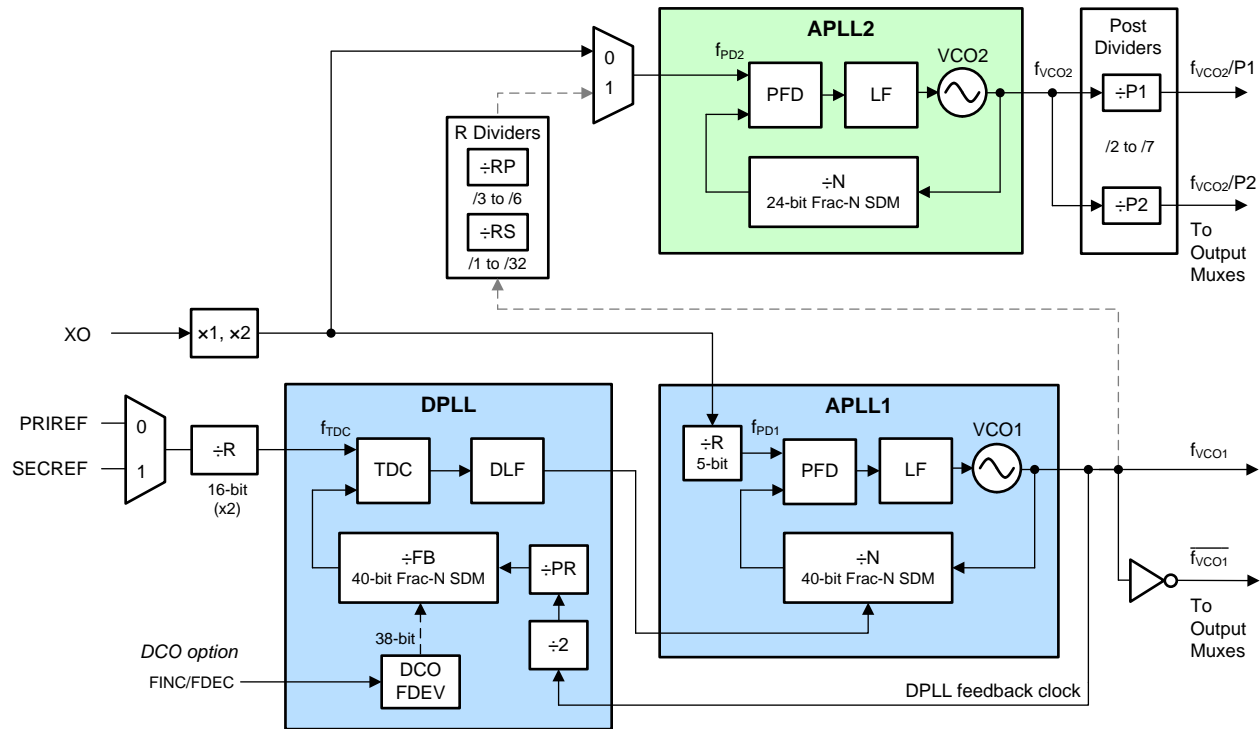 APLL2
Post
Dividers
0
1
fPD2
PFD
LF
VCO2
fVCO2
÷P1
fVCO2/P1
R Dividers
÷RP
/3 to /6
÷RS
/1 to /32
÷N
24-bit Frac-N SDM
/2 to /7
÷P2
fVCO2/P2
To
Output
Muxes
XO
×1, ×2
DPLL
APLL1
PRIREF
SECREF
0
1
÷R
16-bit
(x2)
fTDC
TDC
DLF
÷R
5-bit
fPD1
PFD
LF
VCO1
fVCO1
÷FB
40-bit Frac-N SDM
÷PR
÷N
40-bit Frac-N SDM
fVCO1
To
Output
Muxes
÷2
38-bit
DCO option
FINC/FDEC
DCO
FDEV
DPLL feedback clock